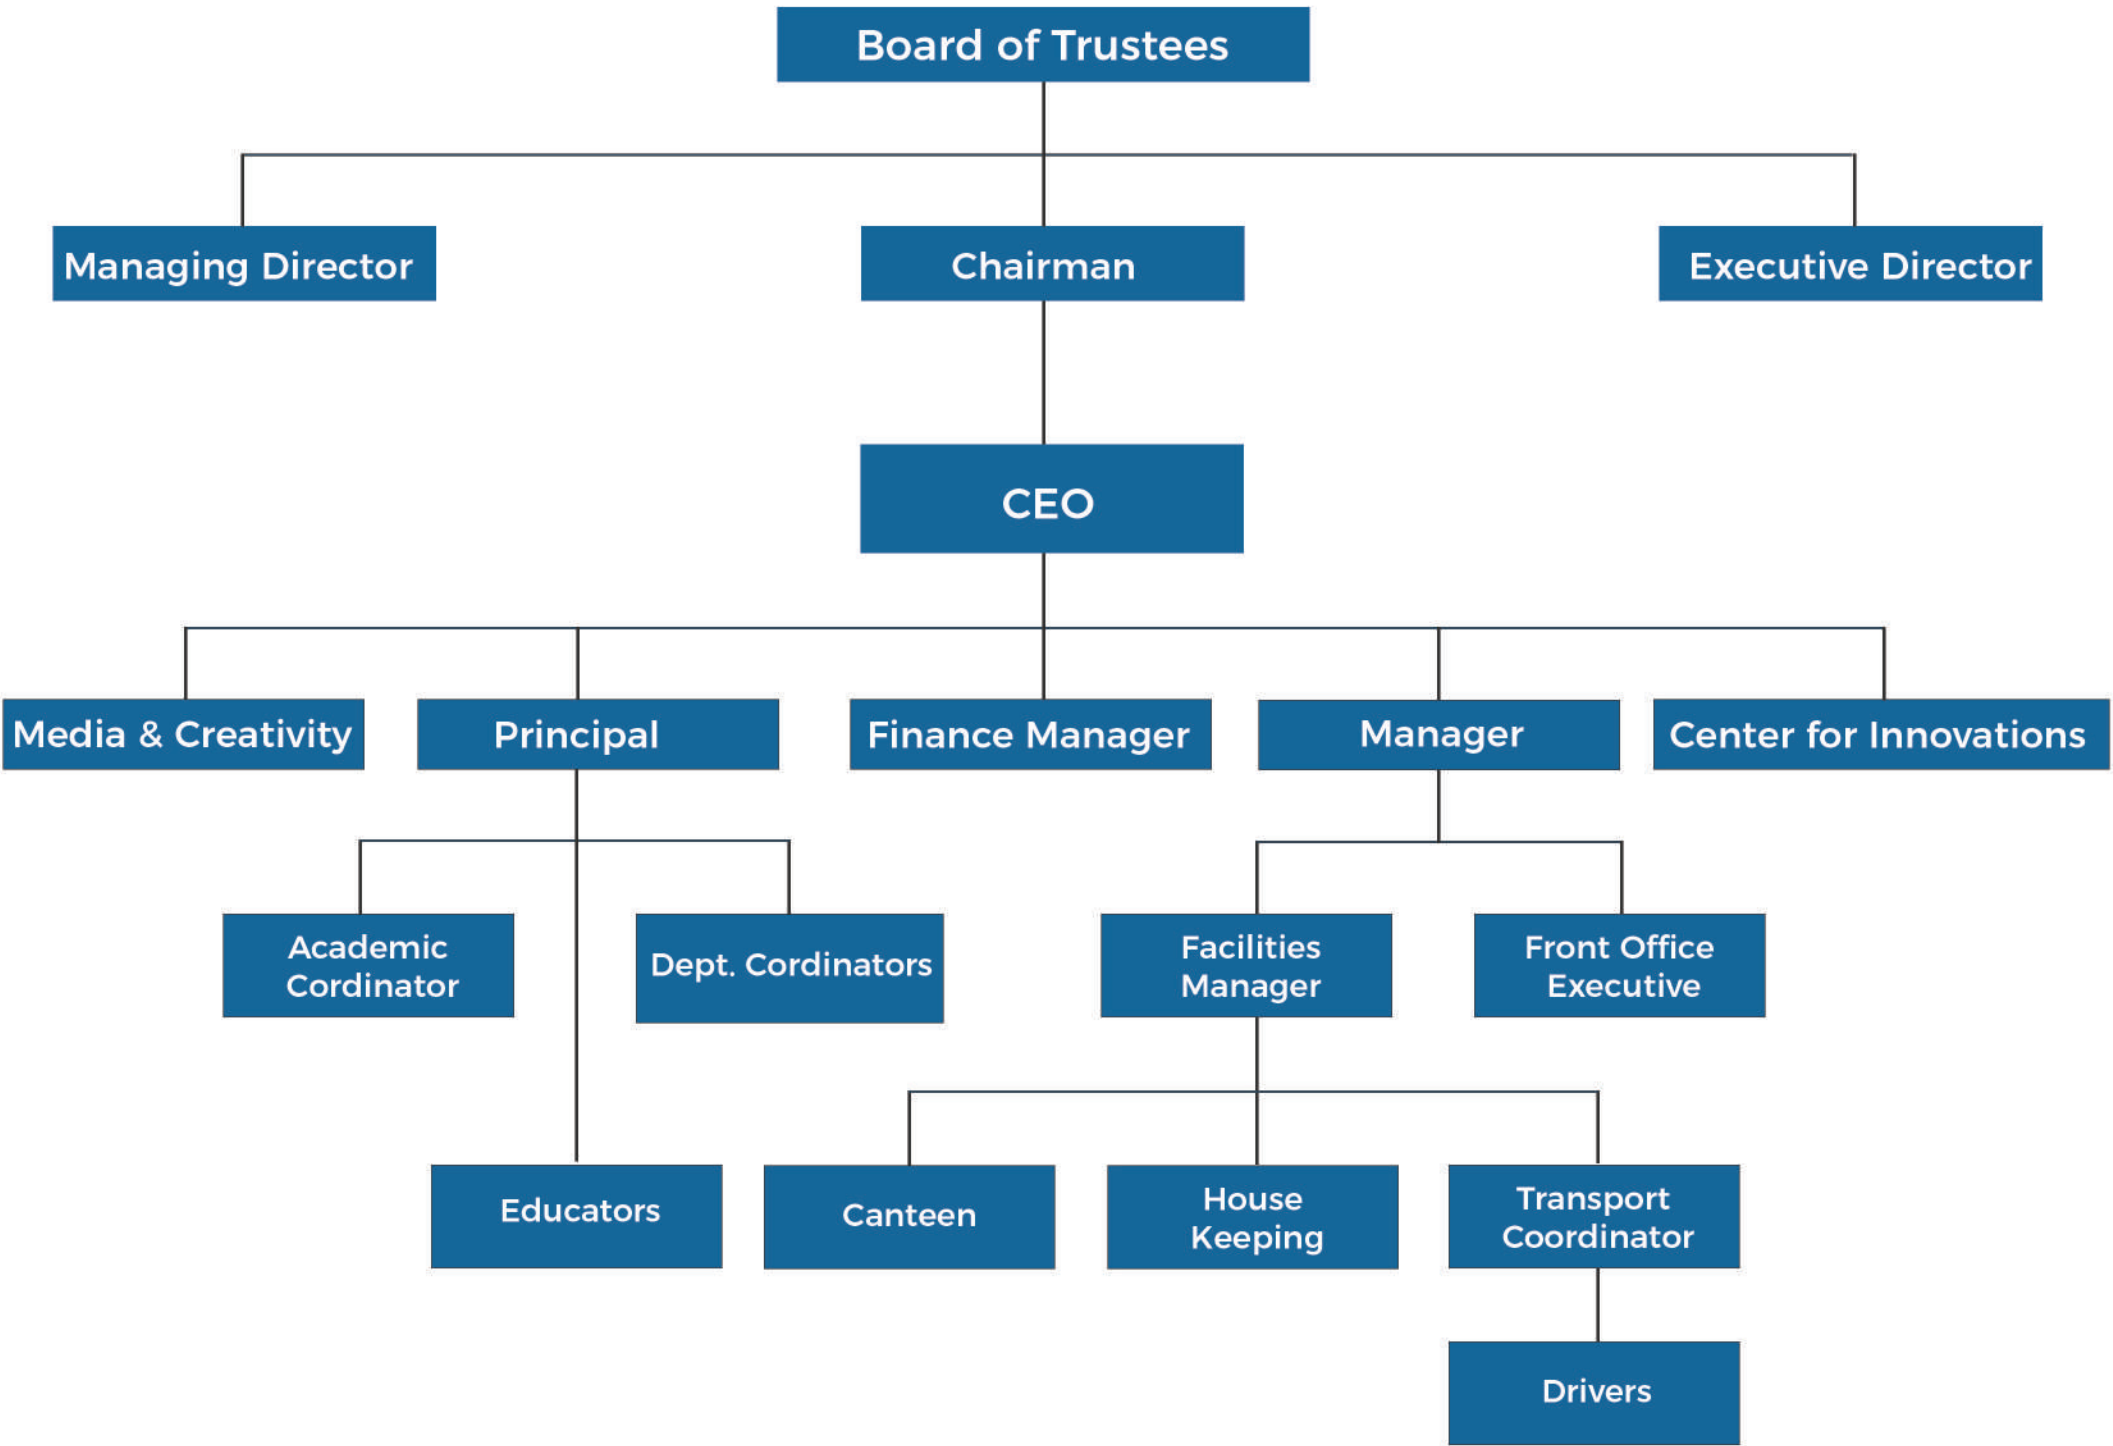 Board of Trustees
Managing Director
Chairman
Executive Director
CEO
Media & Creativity
Principal
Finance Manager
Manager
Center for Innovations
Academic
Cordinator
Dept. Cordinators
Facilities
Manager
Front Office
Executive
Educators
Canteen
House
Keeping
Transport
Coordinator
Drivers